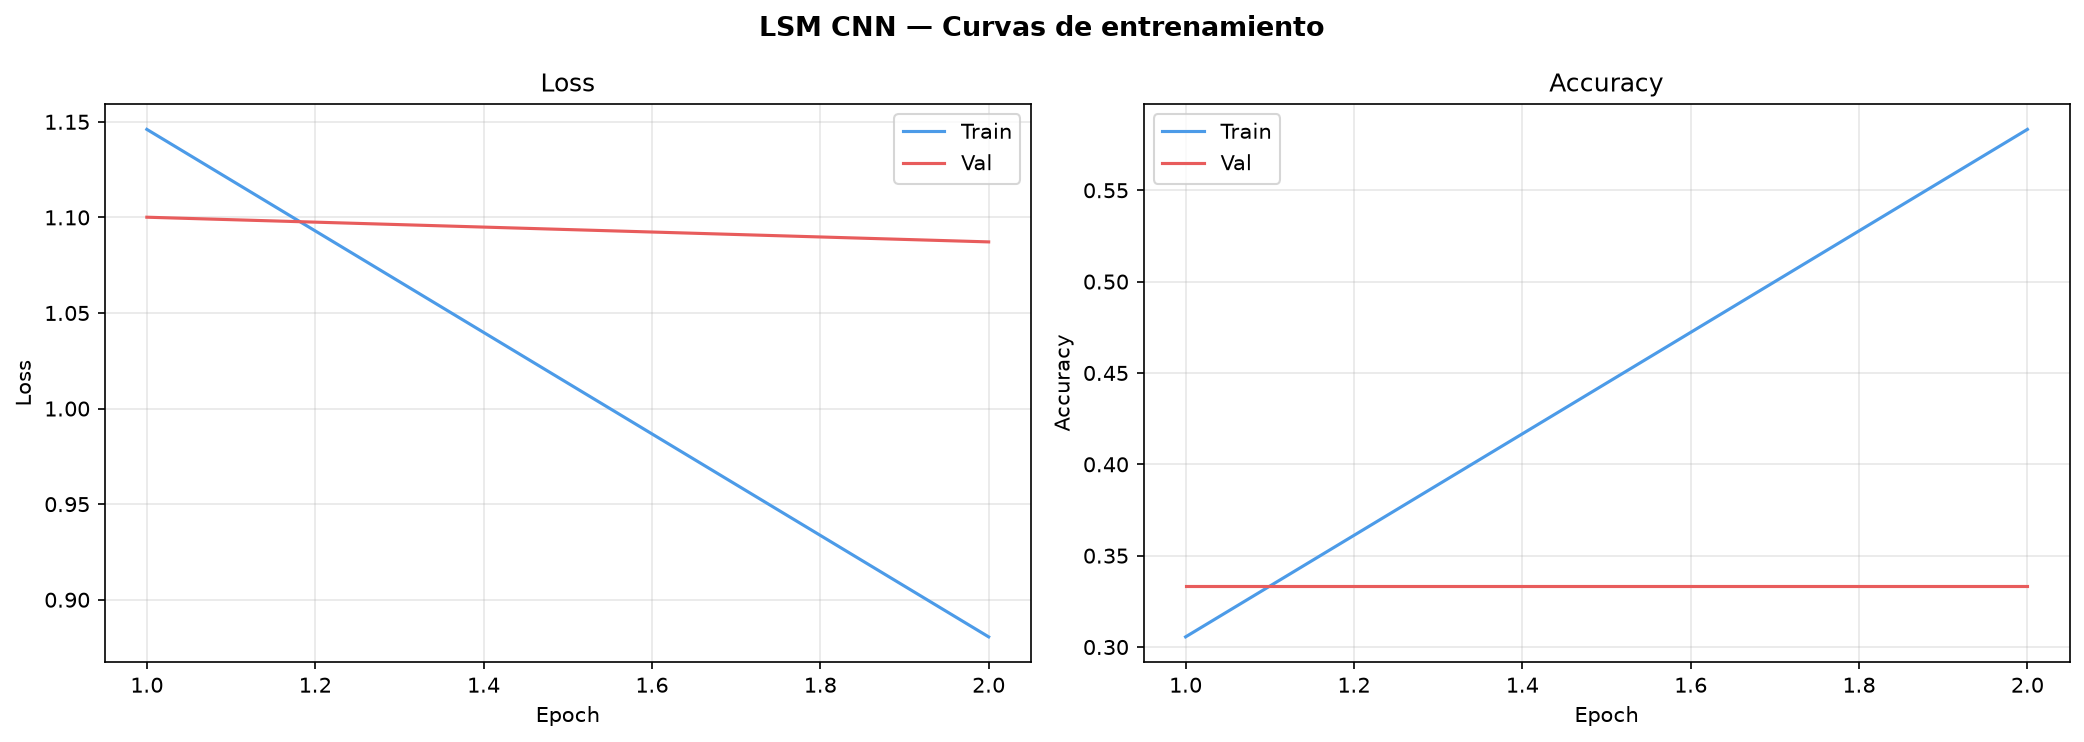 LSM CNN — Curvas de entrenamiento
Loss
Train
Val
1.15
1.10
1.05
1.00
0.95
0.90
Loss
1.0 1.2 1.4 1.6 1.8 2.0
Epoch
Accuracy
Train
Val
0.55
0.50
0.45
0.40
0.35
0.30
Accuracy
1.0 1.2 1.4 1.6 1.8 2.0
Epoch